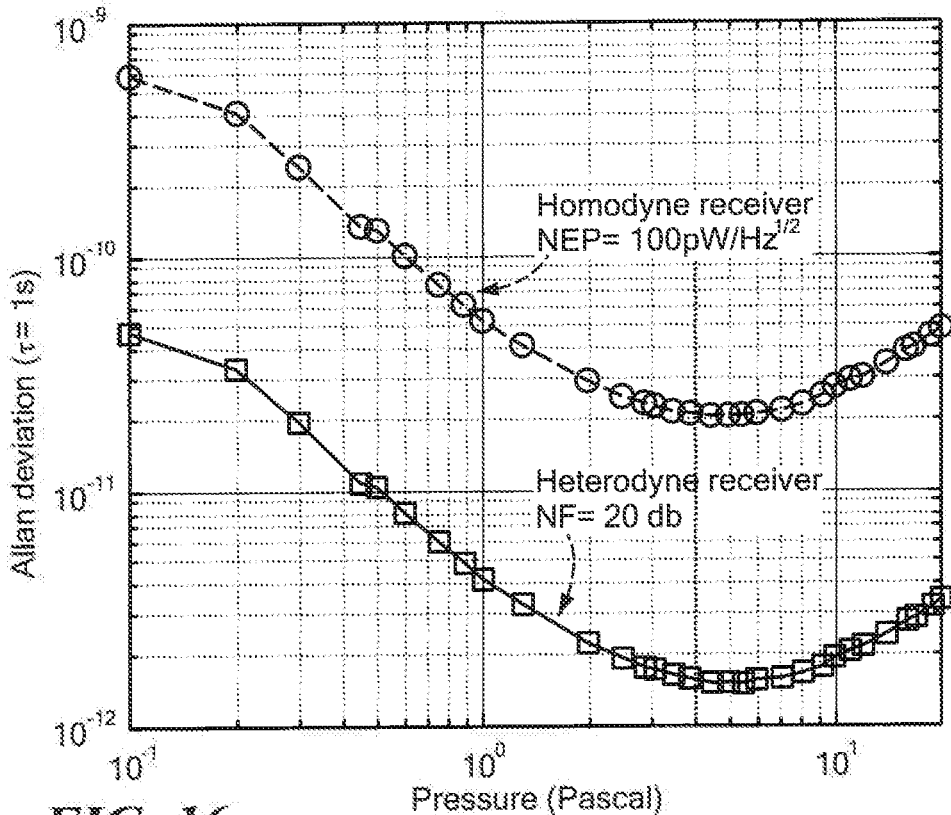 10⁻⁹
10⁻¹⁰
10⁻¹¹
10⁻¹²
Allan deviation (τ= 1s)
Homodyne receiver
NEP= 100pW/Hz^1/2
Heterodyne receiver
NF= 20 db
10⁻¹ 10⁰ 10¹
Pressure (Pascal)